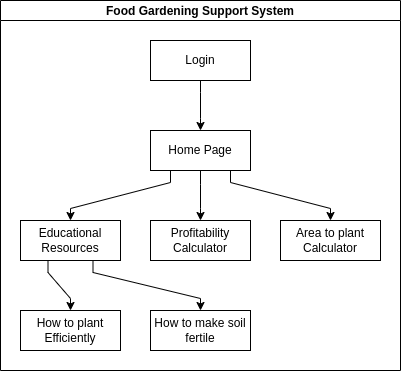 Food Gardening Support System
Login
Home Page
Educational
Resources
Profitability
Calculator
Area to plant
Calculator
How to plant
Efficiently
How to make soil
fertile